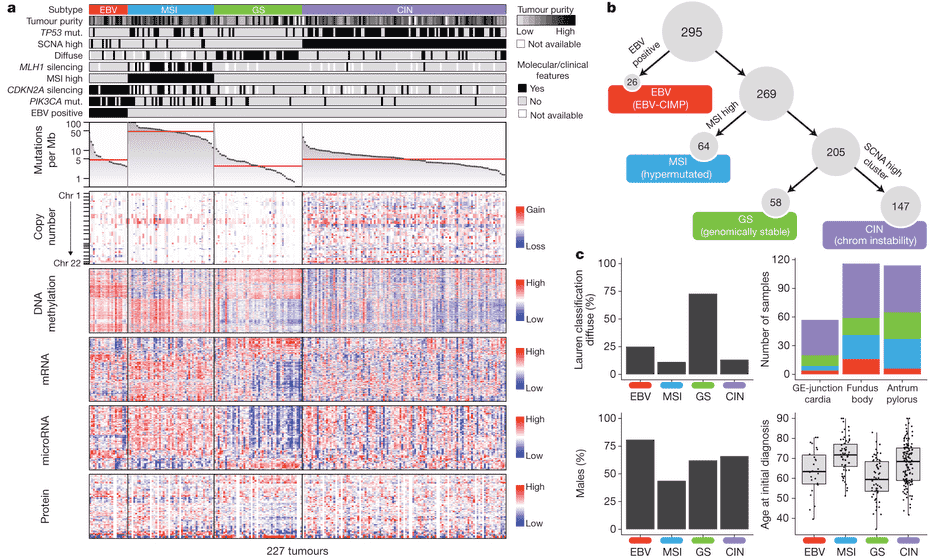 a
Subtype EBV MSI GS CIN
Tumour purity
TP53 mut.
SCNA high
Diffuse
MLH1 silencing
MSI high
CDKN2A silencing
PIK3CA mut.
EBV positive
Tumour purity
Low High
Not available
Molecular/clinical
features
Yes
No
Not available
Mutations
per Mb
100
50
10
5
1
Copy
number
Chr 1
Chr 22
Gain
Loss
DNA
methylation
High
Low
mRNA
High
Low
microRNA
High
Low
Protein
High
Low
227 tumours
b
295
EBV
positive
26
EBV
(EBV-CIMP)
269
MSI high
64
MSI
(hypermutated)
205
SCNA high
cluster
58
GS
(genomically stable)
147
CIN
(chrom instability)
c
Lauren classification
diffuse (%)
100
75
50
25
0
EBV MSI GS CIN
Number of samples
120
90
60
30
0
GE-junction
cardia
Fundus
body
Antrum
pylorus
Males (%)
100
75
50
25
0
EBV MSI GS CIN
Age at initial diagnosis
90
80
70
60
50
40
EBV MSI GS CIN